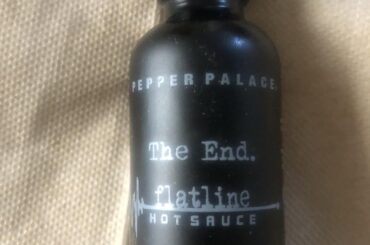 PEPPER PALACE
The End.
flatline
HOT SAUCE